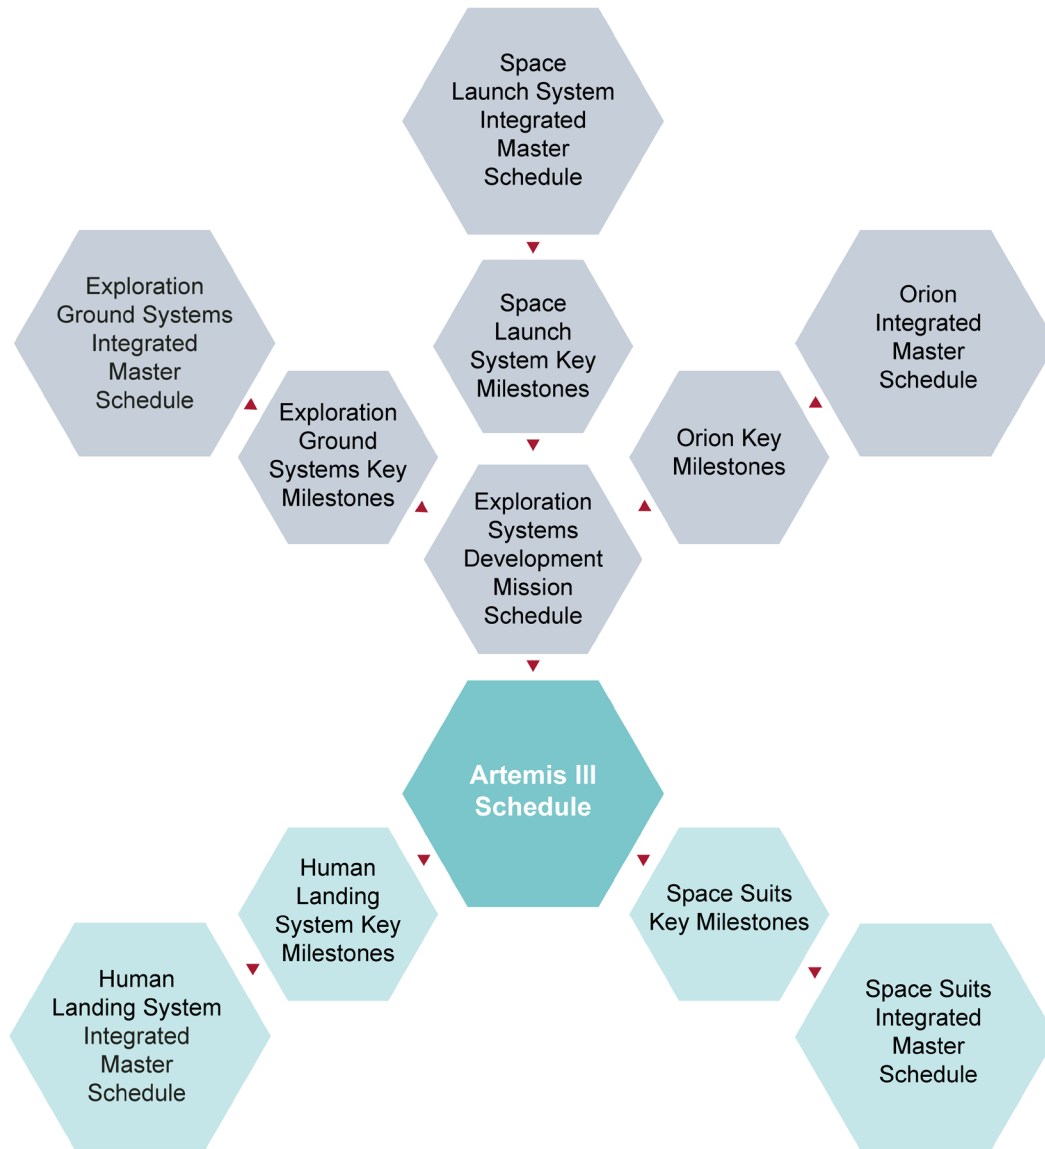 Space
Launch System
Integrated
Master
Schedule
Exploration
Ground Systems
Integrated
Master
Schedule
Space
Launch
System Key
Milestones
Orion
Integrated
Master
Schedule
Exploration
Ground
Systems Key
Milestones
Orion Key
Milestones
Exploration
Systems
Development
Mission
Schedule
Artemis III
Schedule
Human
Landing
System Key
Milestones
Space Suits
Key Milestones
Human
Landing System
Integrated
Master
Schedule
Space Suits
Integrated
Master
Schedule